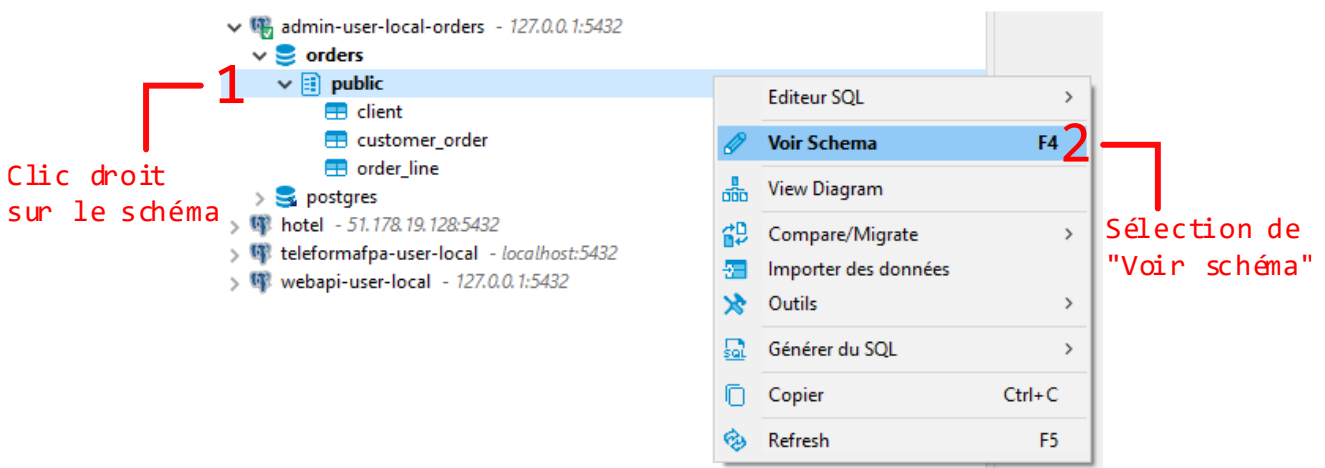 admin-user-local-orders - 127.0.0.1:5432
orders
1
public
client
customer_order
order_line
postgres
hotel - 51.178.19.128:5432
teleformafpa-user-local - localhost:5432
webapi-user-local - 127.0.0.1:5432
Clic droit
sur le schéma
Editeur SQL
Voir Schema F4
2
View Diagram
Compare/Migrate
Importer des données
Outils
Générer du SQL
Copier Ctrl+C
Refresh F5
Sélection de
"Voir schéma"